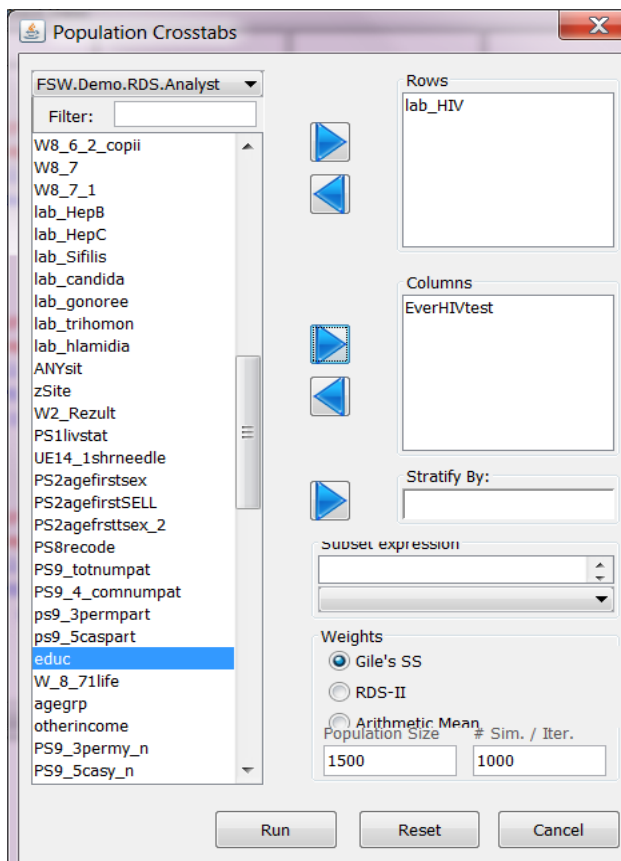 Population Crosstabs
FSW.Demo.RDS.Analyst
Filter:
W8_6_2_copii
W8_7
W8_7_1
lab_HepB
lab_HepC
lab_Sifilis
lab_candida
lab_gonoree
lab_trihomon
lab_hlamidia
ANYsit
zSite
W2_Rezult
PS1livstat
UE14_1shrneedle
PS2agefirstsex
PS2agefirstSELL
PS2agefrsttsex_2
PS8recode
PS9_totnumpat
PS9_4_comnumpat
ps9_3permpart
ps9_5caspart
educ
W_8_71life
agegrp
otherincome
PS9_3permy_n
PS9_5casy_n
Rows
lab_HIV
Columns
EverHIVtest
Stratify By:
Subset expression
Weights
Gile's SS
RDS-II
Arithmetic Mean
Population Size # Sim. / Iter.
1500 1000
Run Reset Cancel